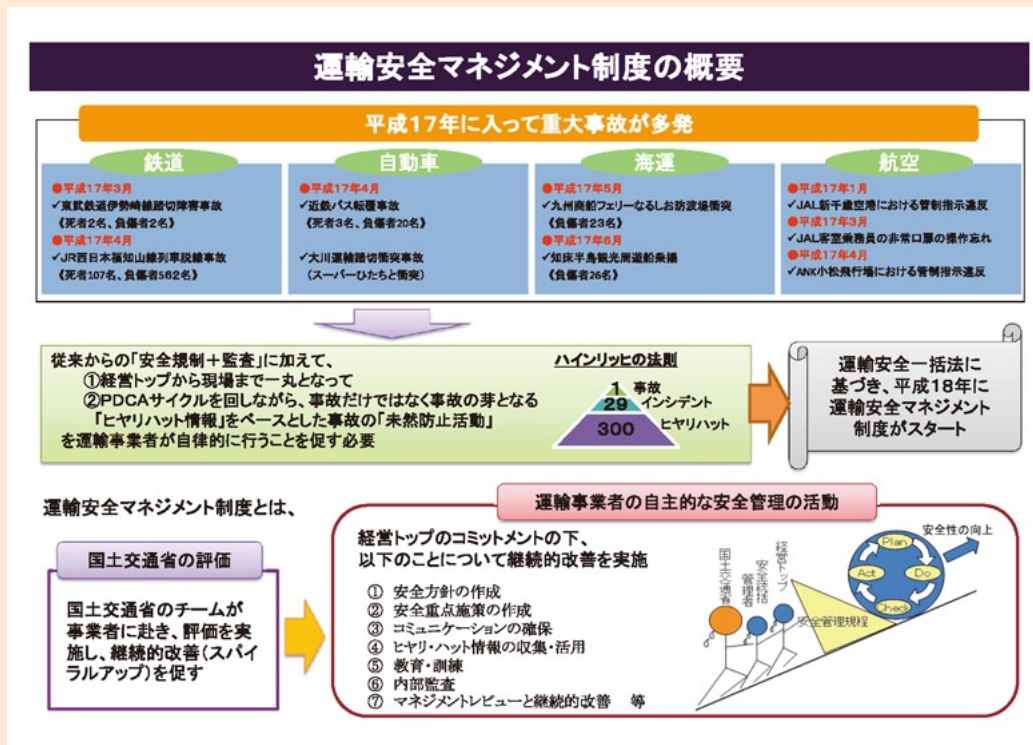 運輸安全マネジメント制度の概要
平成17年に入って重大事故が多発
鉄道
●平成17年3月
✓東武鉄道伊勢崎線踏切障害事故
《死者2名、負傷者2名》
●平成17年4月
✓JR西日本福知山線列車脱線事故
《死者107名、負傷者562名》
自動車
●平成17年4月
✓近鉄バス転覆事故
《死者3名、負傷者20名》
✓大川運輸踏切衝突事故
(スーパーひたちと衝突)
海運
●平成17年5月
✓九州商船フェリーなるしお防波堤衝突
《負傷者23名》
●平成17年6月
✓知床半島観光周遊船乗揚
《負傷者26名》
航空
●平成17年1月
✓JAL新千歳空港における管制指示違反
●平成17年3月
✓JAL客室乗務員の非常口扉の操作忘れ
●平成17年4月
✓ANK小松飛行場における管制指示違反
従来からの「安全規制+監査」に加えて、
①経営トップから現場まで一丸となって
②PDCAサイクルを回しながら、事故だけではなく事故の芽となる
「ヒヤリハット情報」をベースとした事故の「未然防止活動」
を運輸事業者が自律的に行うことを促す必要
ハインリッヒの法則
1 事故
29 インシデント
300 ヒヤリハット
運輸安全一括法に
基づき、平成18年に
運輸安全マネジメント
制度がスタート
運輸安全マネジメント制度とは、
国土交通省の評価
国土交通省のチームが
事業者に赴き、評価を実
施し、継続的改善(スパイ
ラルアップ)を促す
運輸事業者の自主的な安全管理の活動
経営トップのコミットメントの下、
以下のことについて継続的改善を実施
① 安全方針の作成
② 安全重点施策の作成
③ コミュニケーションの確保
④ ヒヤリ・ハット情報の収集・活用
⑤ 教育・訓練
⑥ 内部監査
⑦ マネジメントレビューと継続的改善 等
国土交通省
安全統括管理者
経営トップ
安全管理規程
Plan
Do
Check
Act
安全性の向上